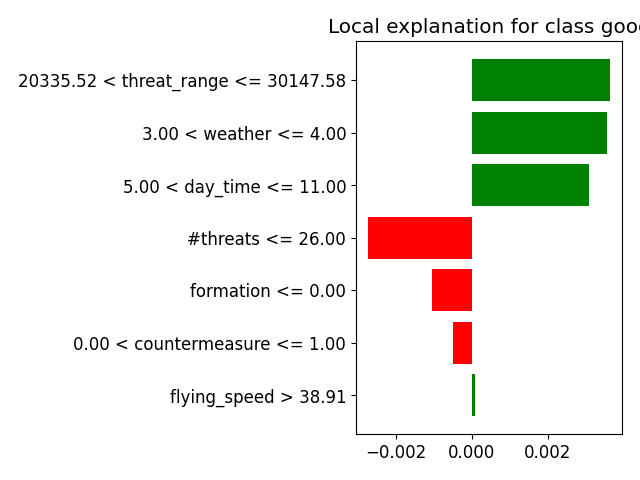 Local explanation for class goo
20335.52 < threat_range <= 30147.58
3.00 < weather <= 4.00
5.00 < day_time <= 11.00
#threats <= 26.00
formation <= 0.00
0.00 < countermeasure <= 1.00
flying_speed > 38.91
−0.002 0.000 0.002